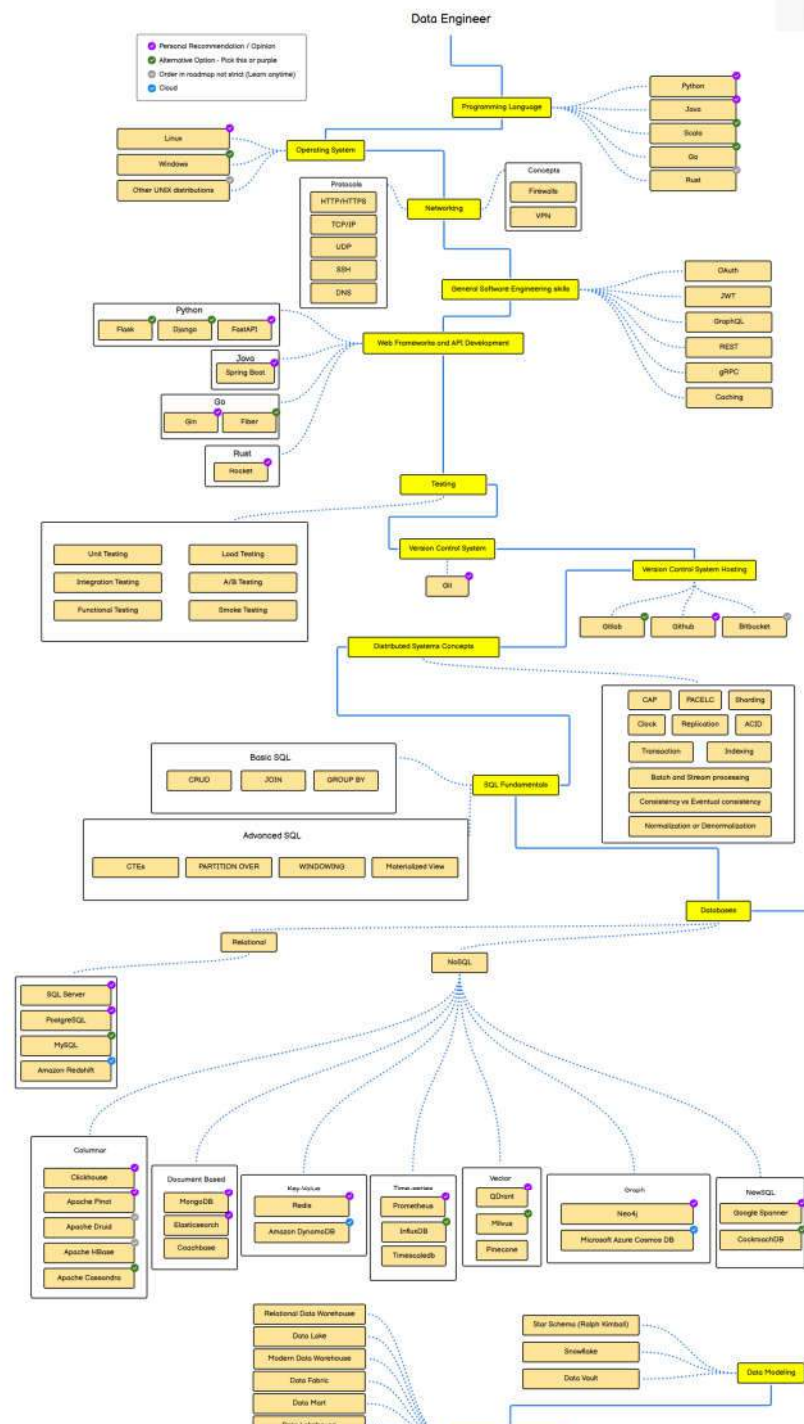 Data Engineer
Personal Recommendation / Opinion
Alternative Option - Pick this or purple
Order in roadmap not strict (Learn anytime)
Cloud
Programming Language
Python
Java
Scala
Go
Rust
Operating System
Linux
Windows
Other UNIX distributions
Networking
Protocols
HTTP/HTTPS
TCP/IP
UDP
SSH
DNS
Concepts
Firewalls
VPN
General Software Engineering skills
OAuth
JWT
GraphQL
REST
gRPC
Caching
Web Frameworks and API Development
Python
Flask
Django
FastAPI
Java
Spring Boot
Go
Gin
Fiber
Rust
Rocket
Testing
Unit Testing
Load Testing
Integration Testing
A/B Testing
Functional Testing
Smoke Testing
Version Control System
Git
Version Control System Hosting
Gitlab
Github
Bitbucket
Distributed Systems Concepts
CAP
PACELC
Sharding
Clock
Replication
ACID
Transaction
Indexing
Batch and Stream processing
Consistency vs Eventual consistency
Normalization or Denormalization
SQL Fundamentals
Basic SQL
CRUD
JOIN
GROUP BY
Advanced SQL
CTEs
PARTITION OVER
WINDOWING
Materialized View
Databases
Relational
SQL Server
PostgreSQL
MySQL
Amazon Redshift
NoSQL
Columnar
Clickhouse
Apache Pinot
Apache Druid
Apache HBase
Apache Cassandra
Document Based
MongoDB
Elasticsearch
Coachbase
Key-Value
Redis
Amazon DynamoDB
Time-series
Prometheus
InfluxDB
Timescaledb
Vector
QDrant
Milvus
Pinecone
Graph
Neo4j
Microsoft Azure Cosmos DB
NewSQL
Google Spanner
CockroachDB
Relational Data Warehouse
Data Lake
Modern Data Warehouse
Data Fabric
Data Mart
Star Schema (Ralph Kimball)
Snowflake
Data Vault
Data Modeling